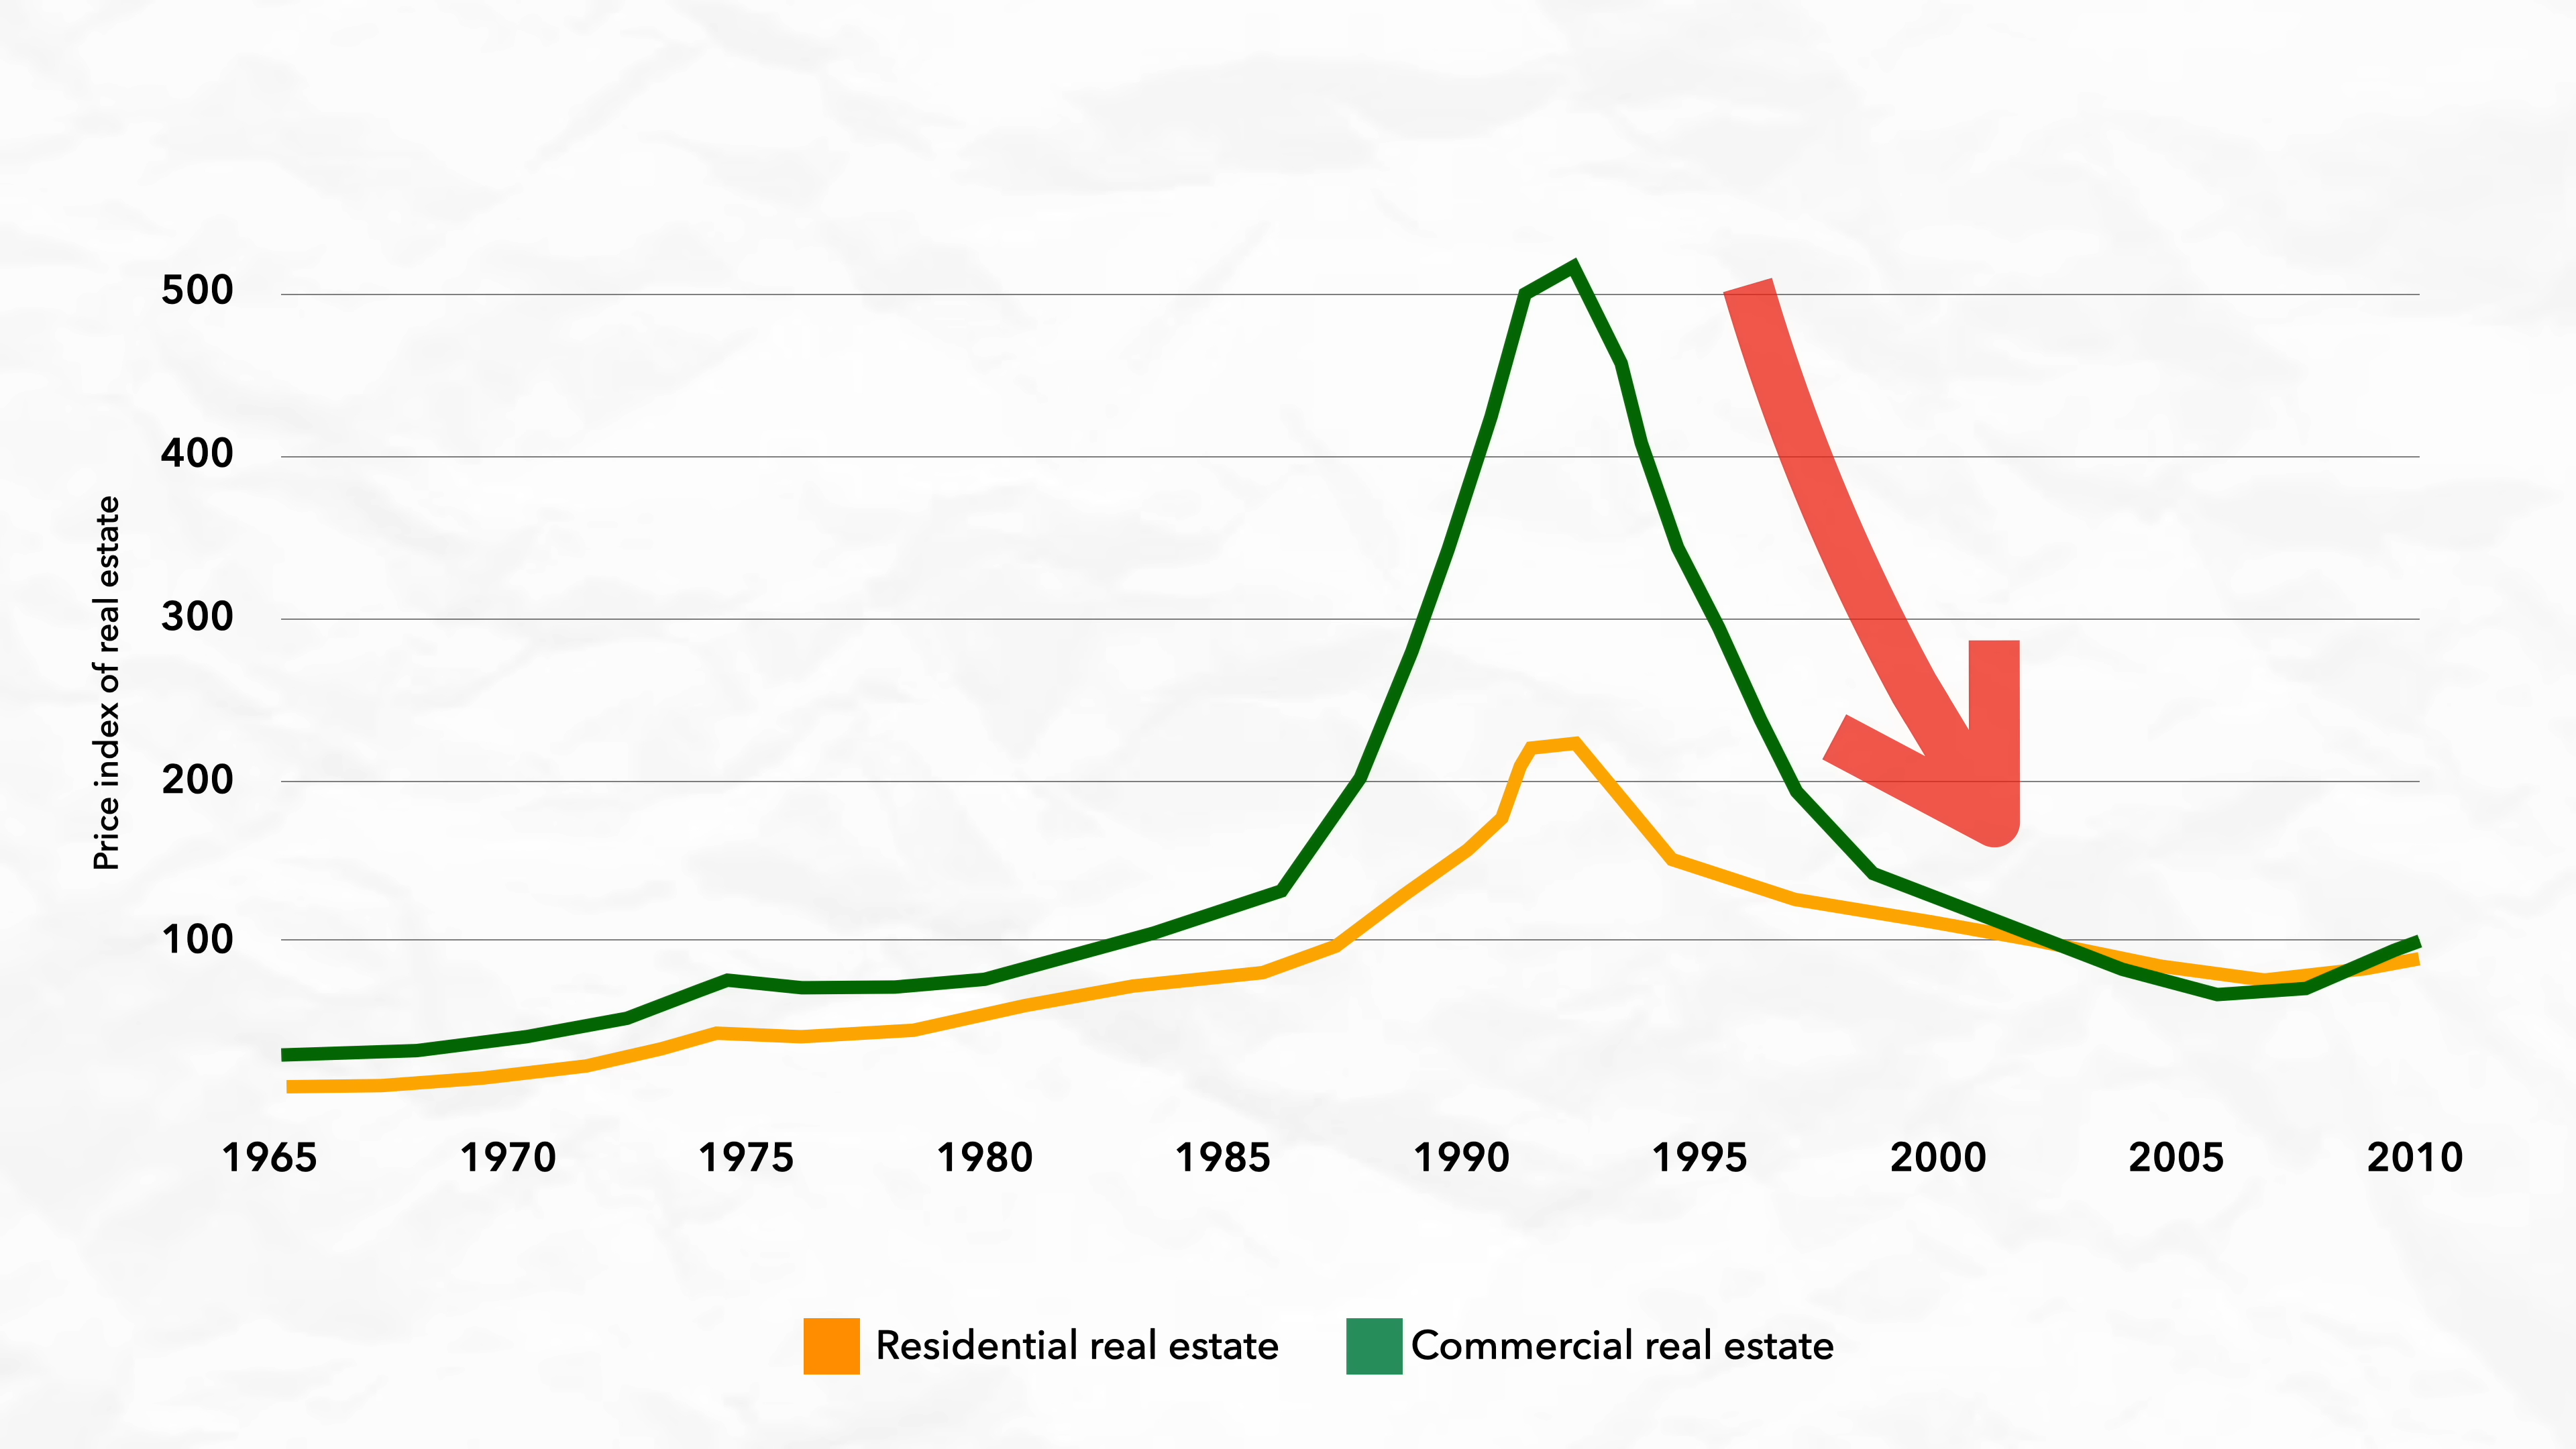 Price index of real estate
500
400
300
200
100
1965 1970 1975 1980 1985 1990 1995 2000 2005 2010
Residential real estate Commercial real estate